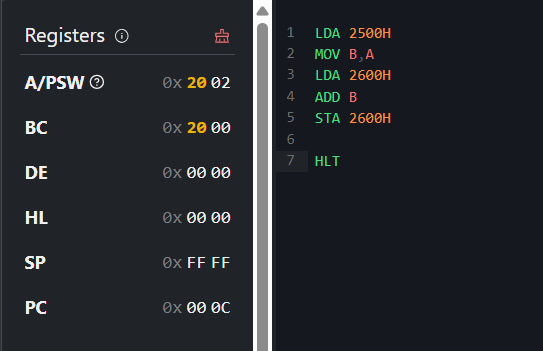 Registers
A/PSW 0x 20 02
BC 0x 20 00
DE 0x 00 00
HL 0x 00 00
SP 0x FF FF
PC 0x 00 0C
1 LDA 2500H
2 MOV B,A
3 LDA 2600H
4 ADD B
5 STA 2600H
6
7 HLT